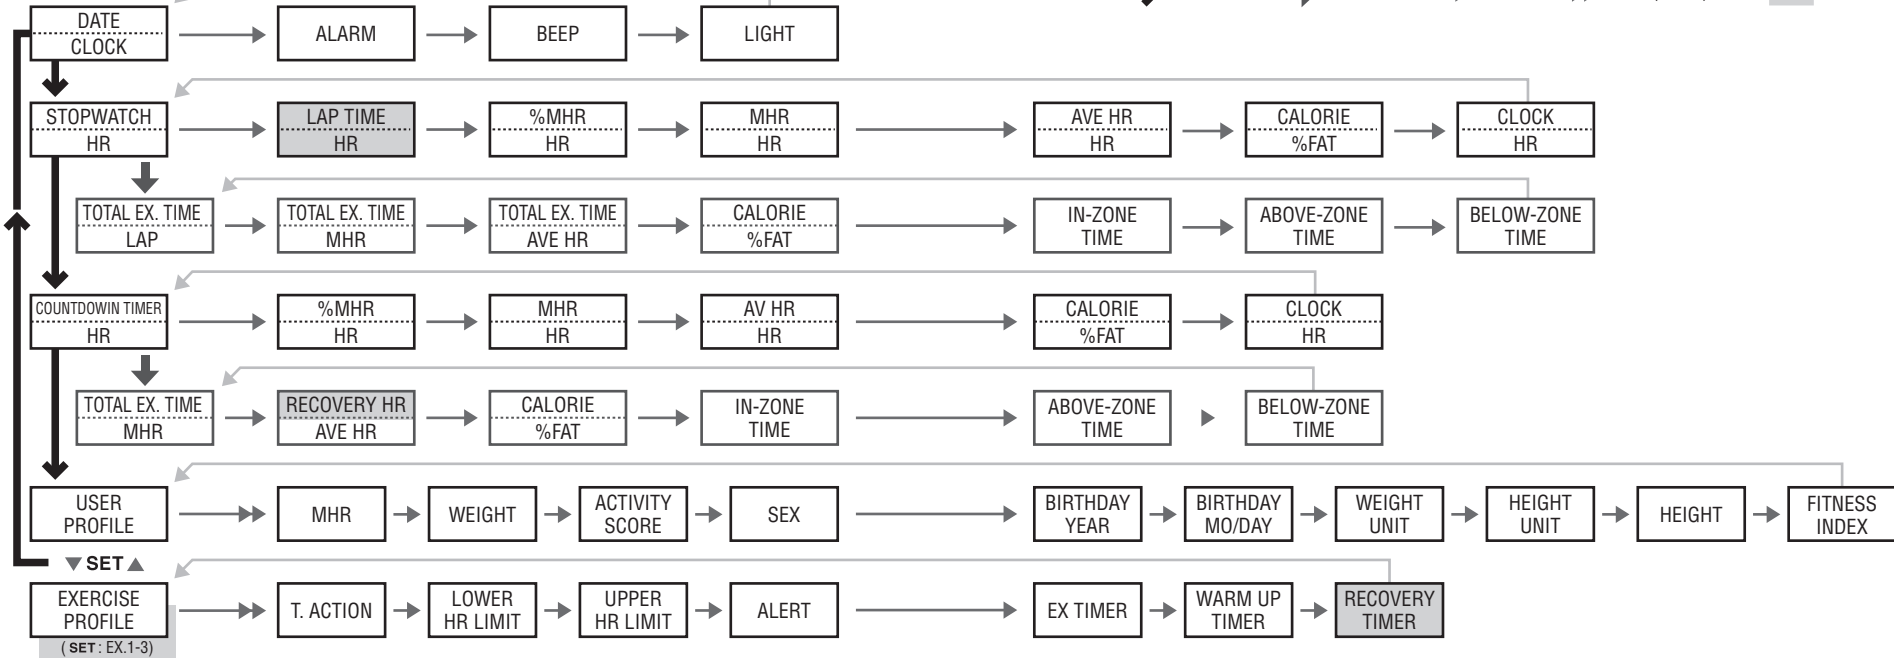 DATE
CLOCK
ALARM
BEEP
LIGHT
STOPWATCH
HR
LAP TIME
HR
%MHR
HR
MHR
HR
AVE HR
HR
CALORIE
%FAT
CLOCK
HR
TOTAL EX. TIME
LAP
TOTAL EX. TIME
MHR
TOTAL EX. TIME
AVE HR
CALORIE
%FAT
IN-ZONE
TIME
ABOVE-ZONE
TIME
BELOW-ZONE
TIME
COUNTDOWIN TIMER
HR
%MHR
HR
MHR
HR
AV HR
HR
CALORIE
%FAT
CLOCK
HR
TOTAL EX. TIME
MHR
RECOVERY HR
AVE HR
CALORIE
%FAT
IN-ZONE
TIME
ABOVE-ZONE
TIME
BELOW-ZONE
TIME
USER
PROFILE
MHR
WEIGHT
ACTIVITY
SCORE
SEX
BIRTHDAY
YEAR
BIRTHDAY
MO/DAY
WEIGHT
UNIT
HEIGHT
UNIT
HEIGHT
FITNESS
INDEX
▼SET▲
EXERCISE
PROFILE
(SET: EX.1-3)
T. ACTION
LOWER
HR LIMIT
UPPER
HR LIMIT
ALERT
EX TIMER
WARM UP
TIMER
RECOVERY
TIMER